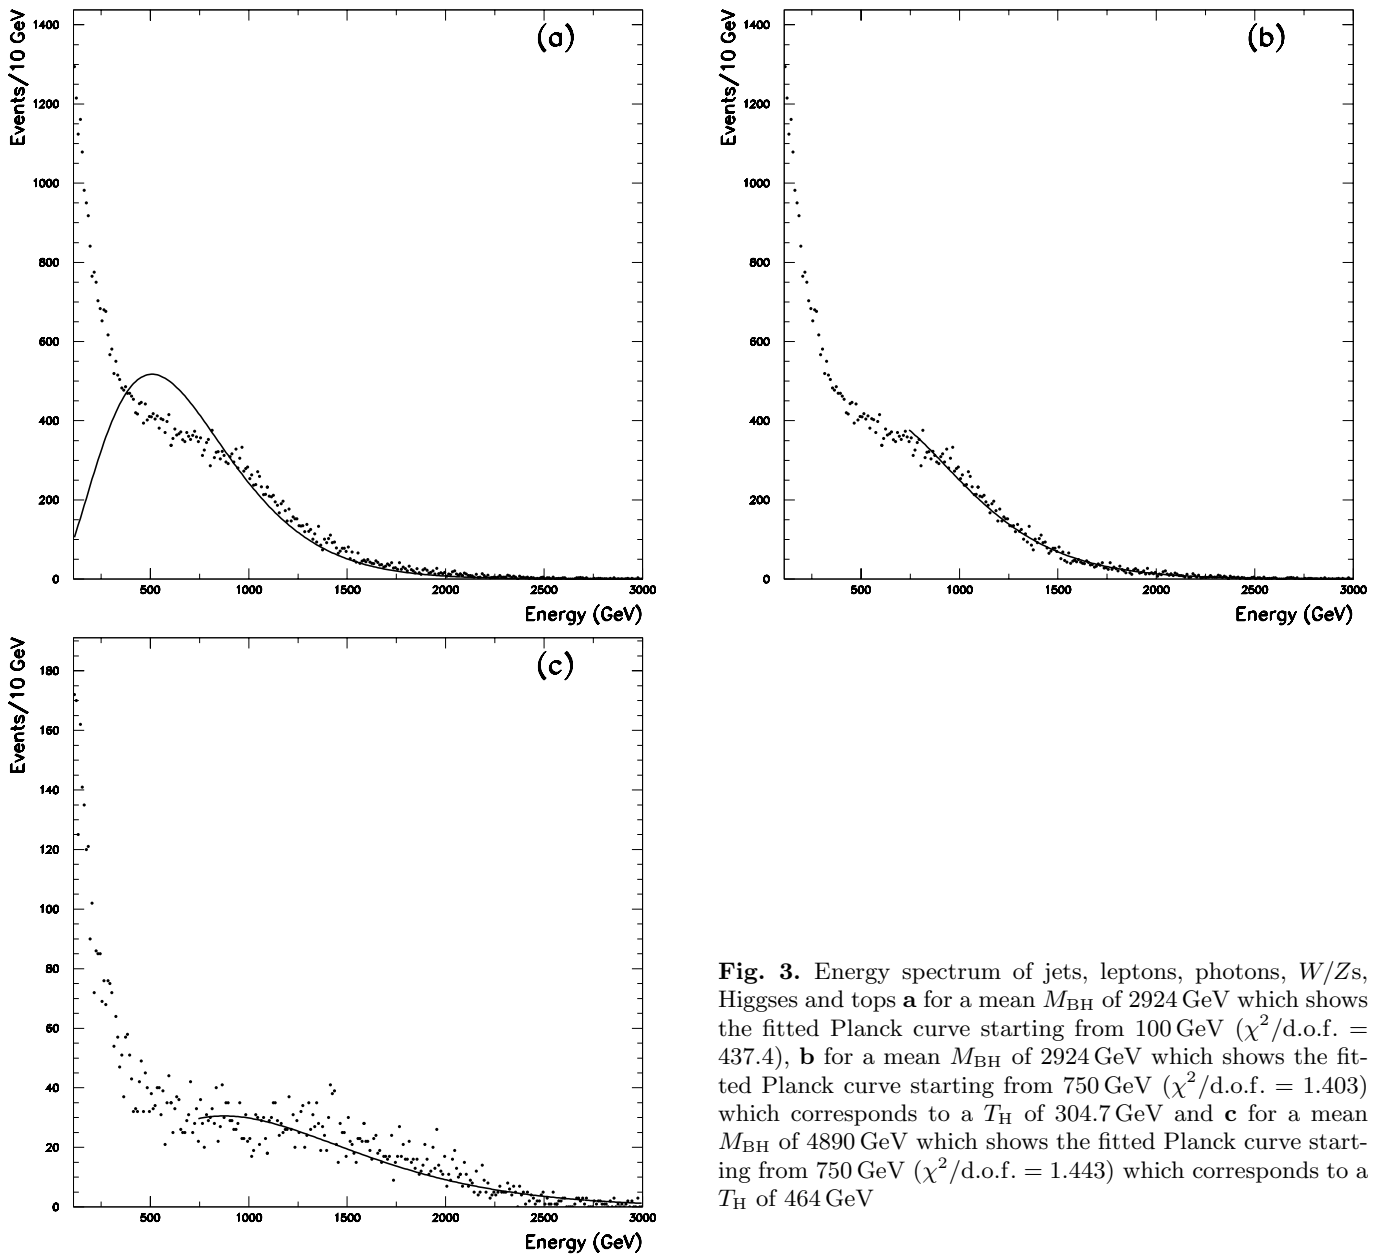 Events/10 GeV
(a)
1400
1200
1000
800
600
400
200
0
500 1000 1500 2000 2500 3000
Energy (GeV)
Events/10 GeV
(b)
1400
1200
1000
800
600
400
200
0
500 1000 1500 2000 2500 3000
Energy (GeV)
Events/10 GeV
(c)
180
160
140
120
100
80
60
40
20
0
500 1000 1500 2000 2500 3000
Energy (GeV)
Fig. 3. Energy spectrum of jets, leptons, photons, W/Zs,
Higgses and tops a for a mean M_BH of 2924 GeV which shows
the fitted Planck curve starting from 100 GeV (χ²/d.o.f. =
437.4), b for a mean M_BH of 2924 GeV which shows the fit-
ted Planck curve starting from 750 GeV (χ²/d.o.f. = 1.403)
which corresponds to a T_H of 304.7 GeV and c for a mean
M_BH of 4890 GeV which shows the fitted Planck curve start-
ing from 750 GeV (χ²/d.o.f. = 1.443) which corresponds to a
T_H of 464 GeV